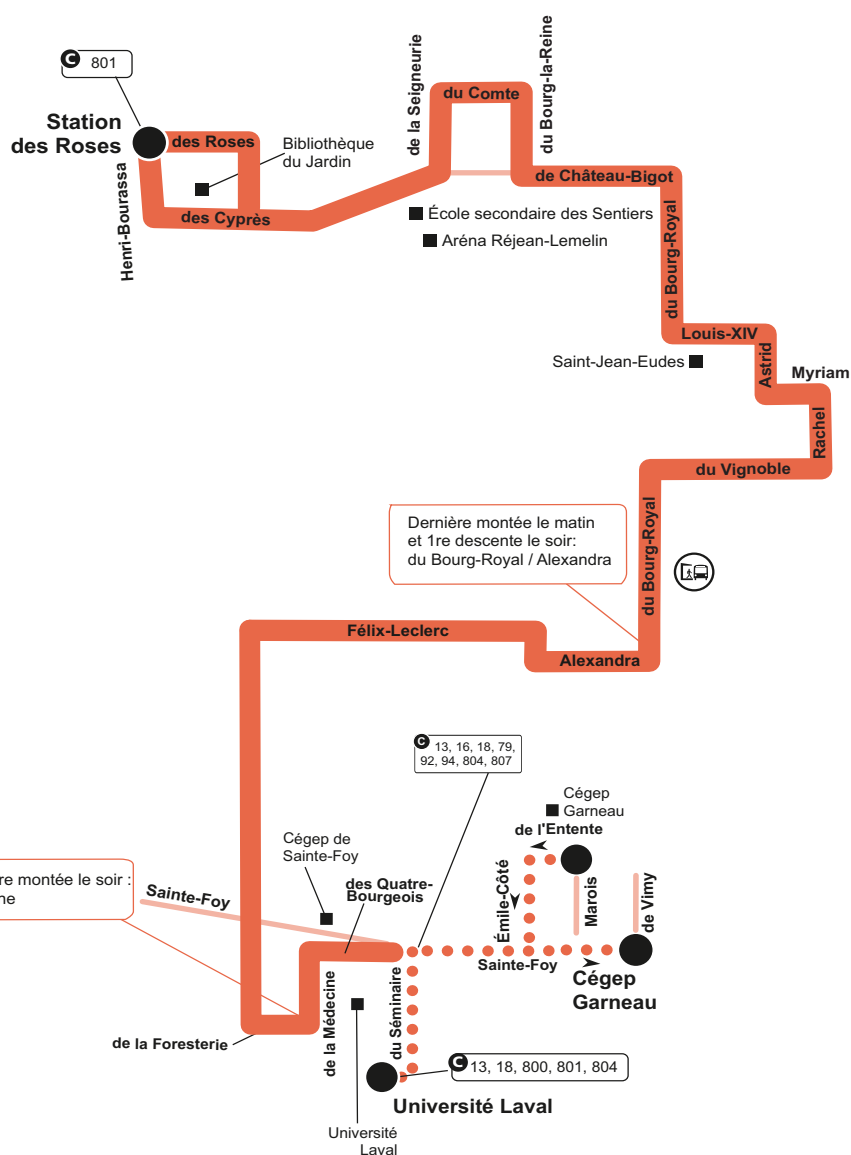 C 801
Station
des Roses
des Roses
Bibliothèque
du Jardin
Henri-Bourassa
des Cyprès
de la Seigneurie
du Comte
du Bourg-la-Reine
de Château-Bigot
École secondaire des Sentiers
Aréna Réjean-Lemelin
du Bourg-Royal
Louis-XIV
Saint-Jean-Eudes
Astrid
Myriam
Rachel
du Vignoble
Dernière montée le matin
et 1re descente le soir:
du Bourg-Royal / Alexandra
du Bourg-Royal
Félix-Leclerc
Alexandra
C 13, 16, 18, 79,
92, 94, 804, 807
Cégep
Garneau
de l'Entente
Cégep de
Sainte-Foy
des Quatre-
Bourgeois
Émile-Côté
Marois
de Vimy
re montée le soir :
ne
Sainte-Foy
Sainte-Foy
Cégep
Garneau
de la Foresterie
de la Médecine
du Séminaire
C 13, 18, 800, 801, 804
Université Laval
Université
Laval